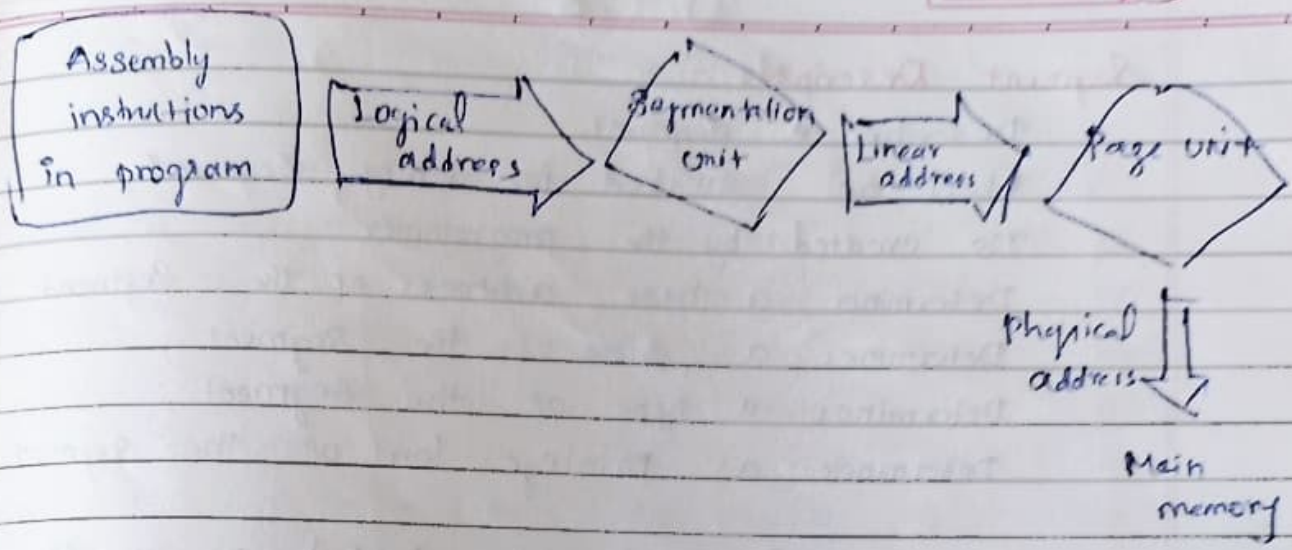 Assembly
instructions
in program
Logical
address
Segmentation
unit
Linear
address
Page unit
Physical
address
Main
memory